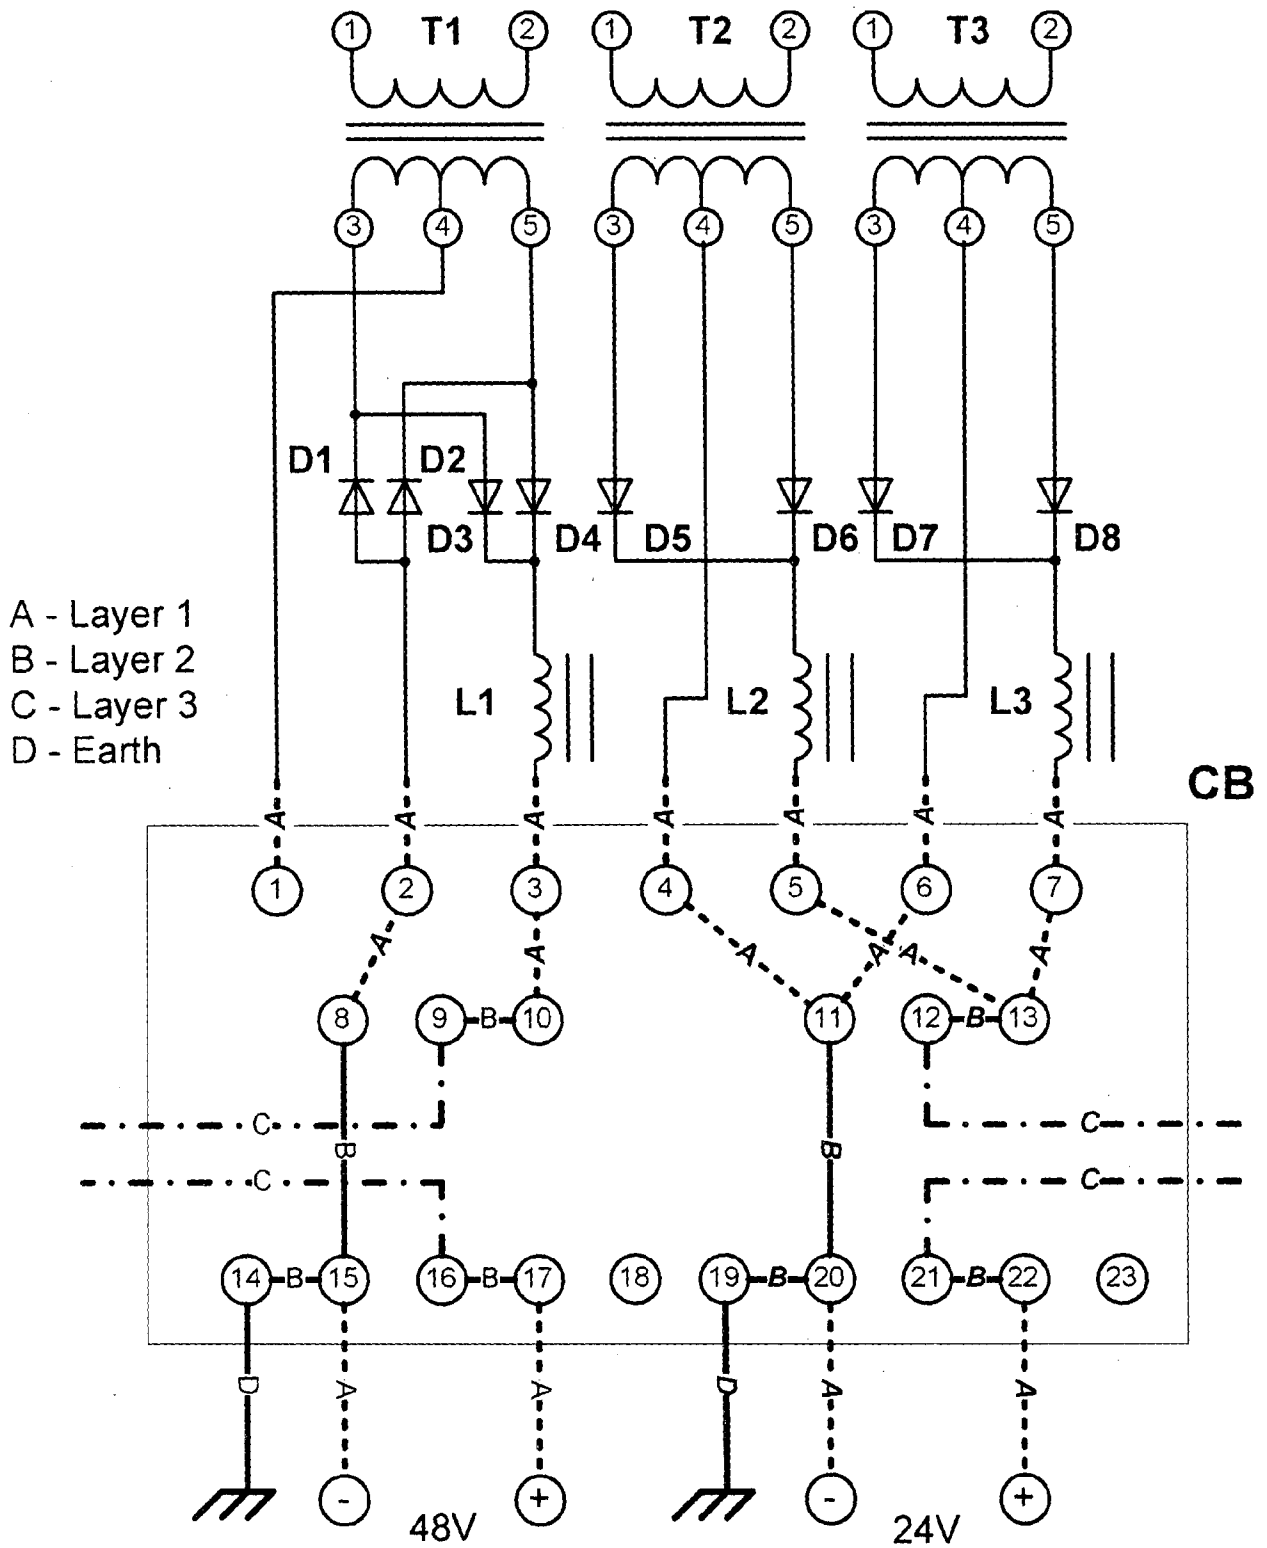 1 T1 2 1 T2 2 1 T3 2
3 4 5 3 4 5 3 4 5
D1 D2
D3 D4 D5 D6 D7 D8
A - Layer 1
B - Layer 2
C - Layer 3
D - Earth
L1 L2 L3
CB
A A A A A A A
1 2 3 4 5 6 7
A A A A A A
8 9 B 10 11 12 B 13
C C
B B
C C
14 B 15 16 B 17 18 19 B 20 21 B 22 23
D A A D A A
- + - +
48V 24V